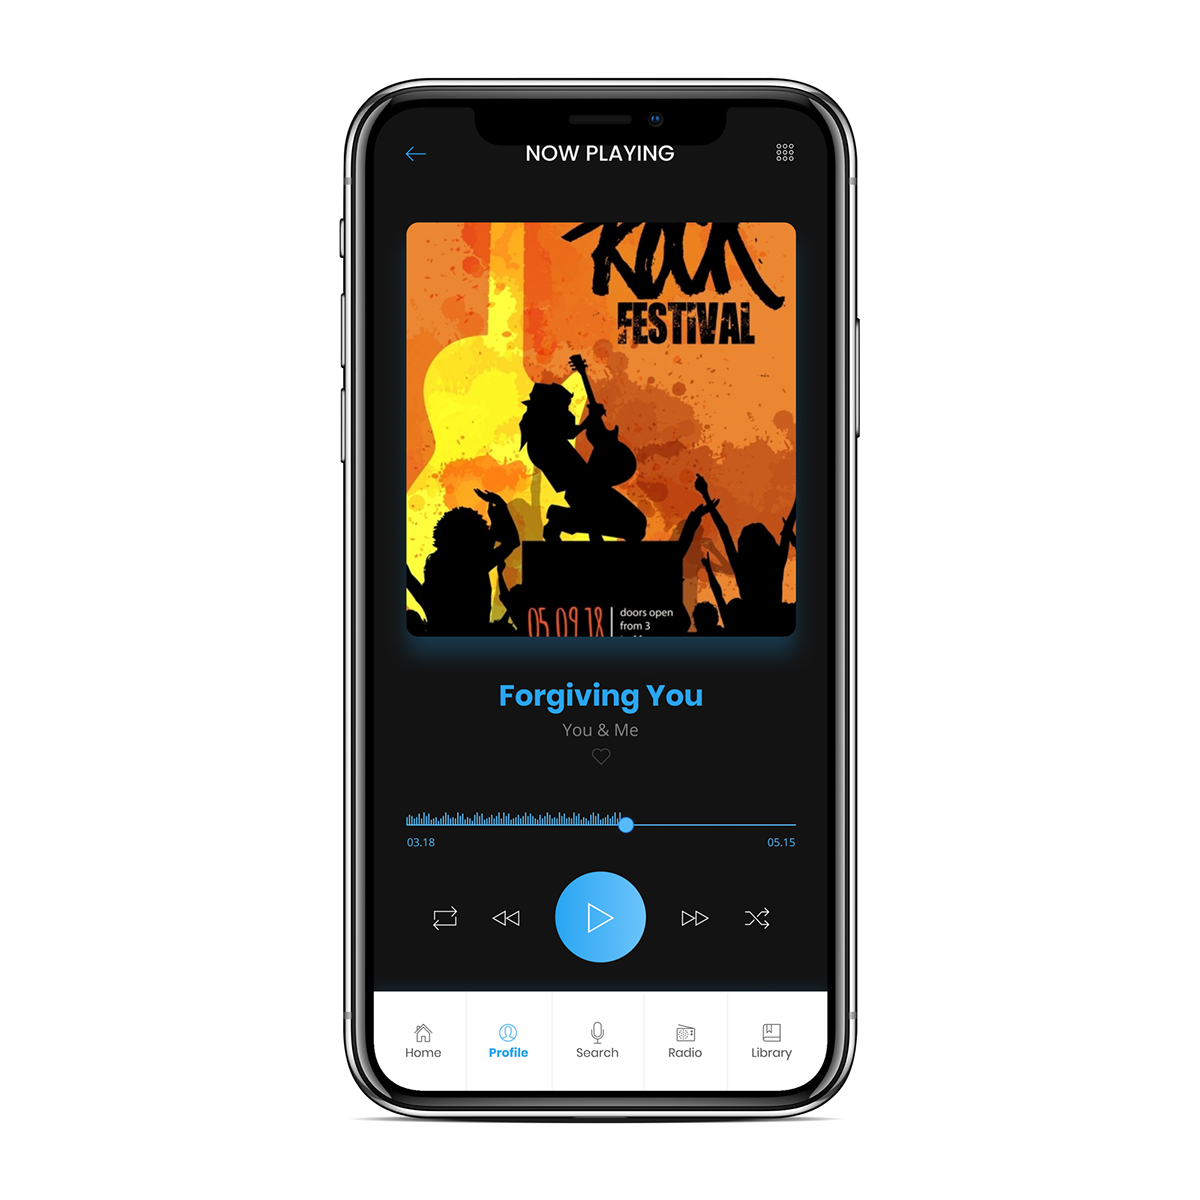 NOW PLAYING
Rock
FESTiVAL
05.09.18
doors open
from 3
Forgiving You
You & Me
03.18
05.15
Home
Profile
Search
Radio
Library